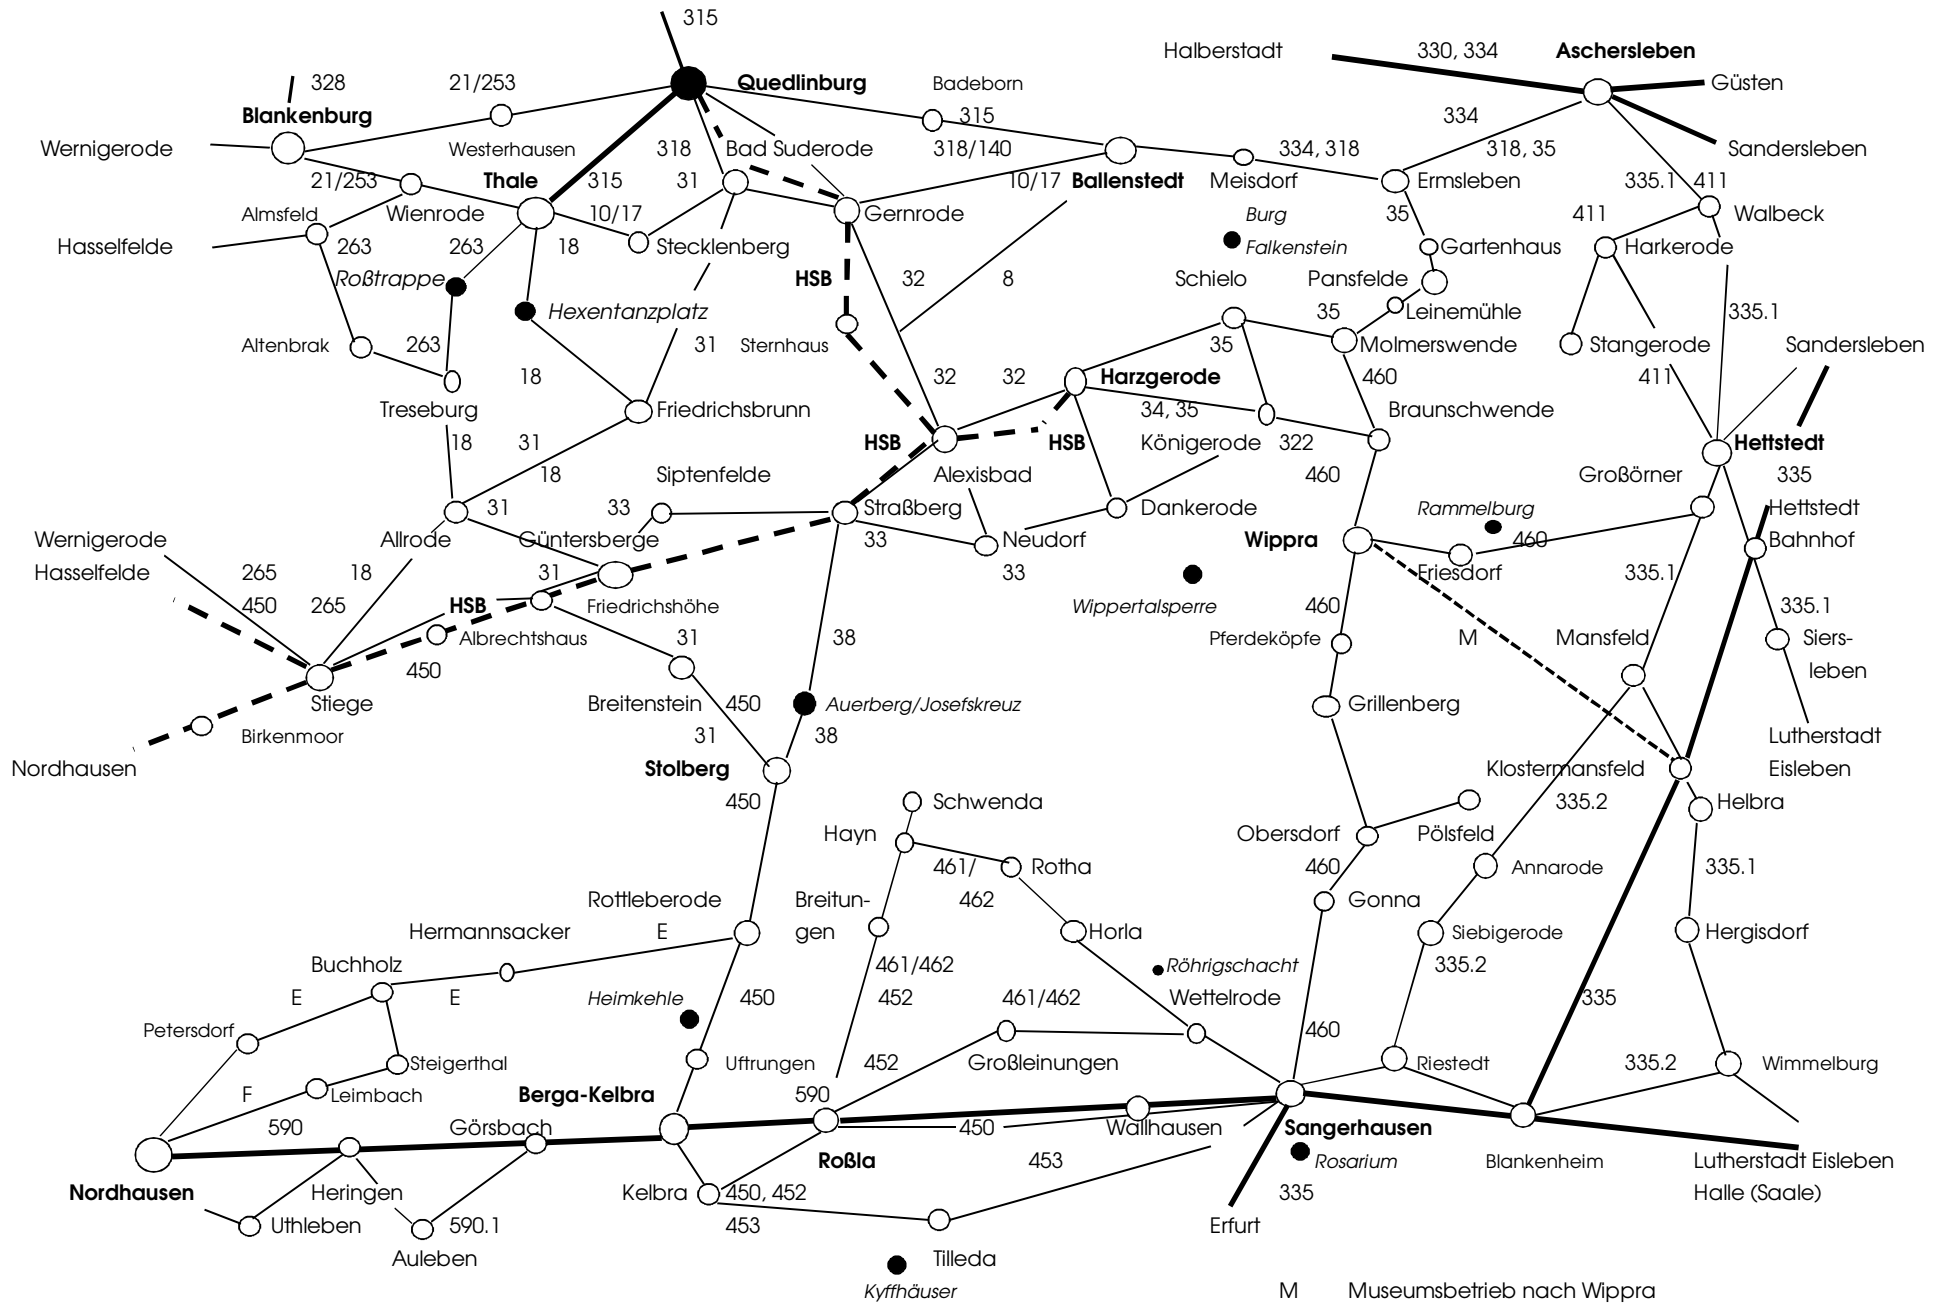 315
Halberstadt 330, 334 Aschersleben
328 21/253 Quedlinburg Badeborn Güsten
Blankenburg 315 334
Wernigerode Westerhausen 318 Bad Suderode 318/140 334, 318 318, 35 Sandersleben
21/253 Thale 315 31 10/17 Ballenstedt Meisdorf Ermsleben 335.1 411
Almsfeld Wienrode 10/17 Gernrode Burg 35 411 Walbeck
Hasselfelde 263 263 18 Stecklenberg Falkenstein Gartenhaus Harkerode
Roßtrappe HSB 32 8 Schielo Pansfelde
Hexentanzplatz 35 Leinemühle 335.1
Altenbrak 263 31 Sternhaus 35 Molmerswende Stangerode Sandersleben
18 32 32 Harzgerode 460 411
Treseburg Friedrichsbrunn 34, 35 Braunschwende
18 31 HSB HSB Königerode 322 Hettstedt
18 Siptenfelde Alexisbad 460 Großörner 335
31 33 Straßberg Dankerode Rammelburg Hettstedt
Wernigerode Allrode Güntersberge 33 Neudorf Wippra 460 Bahnhof
Hasselfelde 265 18 31 33 Friesdorf 335.1
450 265 HSB Friedrichshöhe Wippertalsperre 460 335.1
Albrechtshaus 31 38 Pferdeköpfe M Mansfeld Siers-
450 leben
Stiege Breitenstein 450 Auerberg/Josefskreuz Grillenberg
Birkenmoor 31 38 Lutherstadt
Nordhausen Stolberg Klostermansfeld Eisleben
450 Schwenda 335.2 Helbra
Hayn Obersdorf Pölsfeld
461/ Rotha 460 Annarode 335.1
Rottleberode Breitun- 462 Gonna
Hermannsacker E gen Horla Siebigerode Hergisdorf
Buchholz 461/462 Röhrigschacht 335.2
E E Heimkehle 450 452 461/462 Wettelrode 335
Petersdorf 460
Steigerthal Uftrungen 452 Großleinungen Riestedt 335.2 Wimmelburg
F Leimbach Berga-Kelbra 590
590 Görsbach 450 Wallhausen Sangerhausen
Roßla 453 Rosarium Blankenheim Lutherstadt Eisleben
Nordhausen Heringen Kelbra 450, 452 335 Halle (Saale)
Uthleben 590.1 453 Erfurt
Auleben Tilleda
Kyffhäuser M Museumsbetrieb nach Wippra